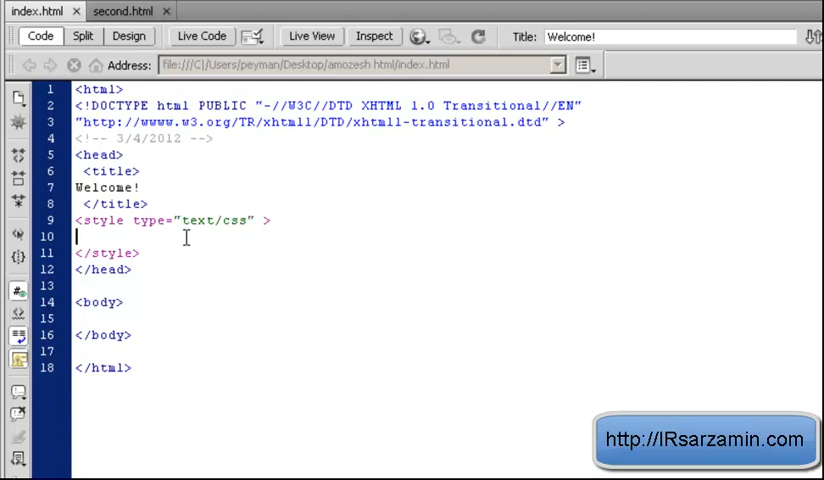 index.html × second.html ×
Code Split Design Live Code Live View Inspect Title: Welcome!
Address: file:///C|/Users/peyman/Desktop/amozesh html/index.html
1 <html>
2 <!DOCTYPE html PUBLIC "-//W3C//DTD XHTML 1.0 Transitional//EN"
3 "http://wwww.w3.org/TR/xhtml1/DTD/xhtml1-transitional.dtd" >
4 <!-- 3/4/2012 -->
5 <head>
6 <title>
7 Welcome!
8 </title>
9 <style type="text/css" >
10
11 </style>
12 </head>
13
14 <body>
15
16 </body>
17
18 </html>
http://IRsarzamin.com